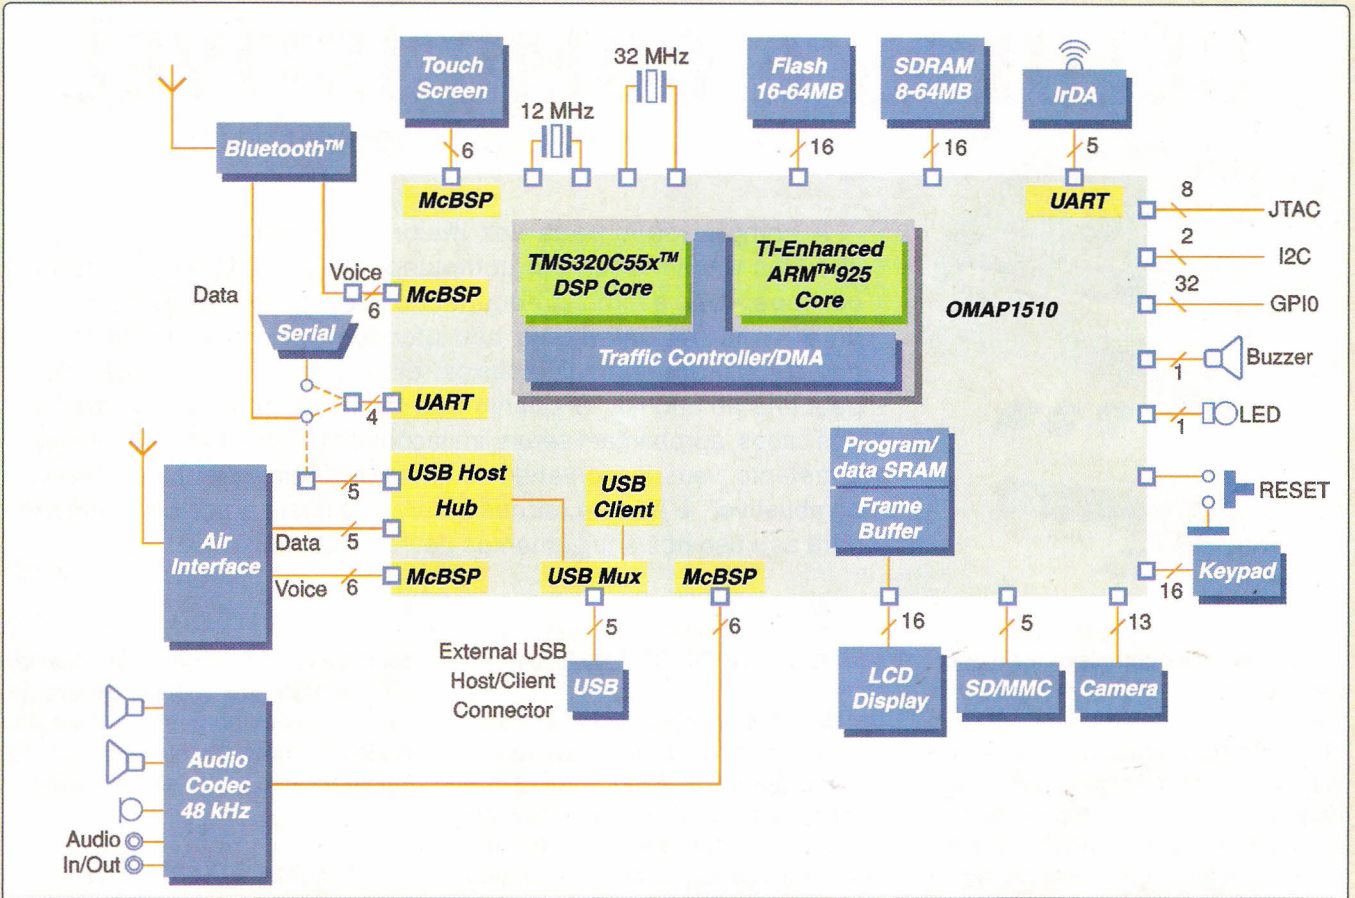 32 MHz
12 MHz
Touch
Screen
Flash
16-64MB
SDRAM
8-64MB
IrDA
6
16
16
5
Bluetooth™
McBSP
UART
8
JTAC
2
I2C
32
GPI0
TMS320C55x™
DSP Core
TI-Enhanced
ARM™925
Core
OMAP1510
Traffic Controller/DMA
Data
Voice
6
McBSP
Serial
4
UART
1
Buzzer
1
LED
RESET
16
Keypad
Program/
data SRAM
Frame
Buffer
5
USB Host
Hub
USB
Client
Air
Interface
Data
5
Voice
6
McBSP
USB Mux
McBSP
5
6
16
5
13
External USB
Host/Client
Connector
USB
LCD
Display
SD/MMC
Camera
Audio
Codec
48 kHz
Audio
In/Out